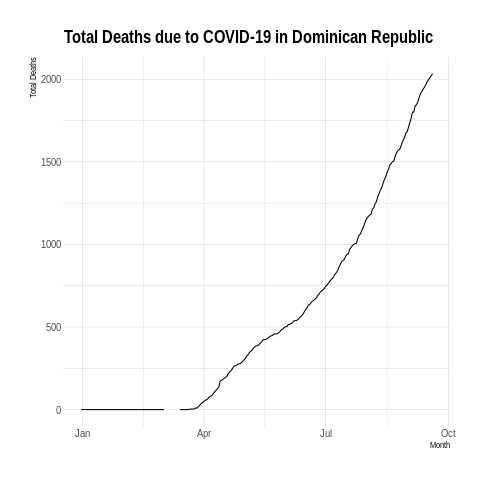 Total Deaths due to COVID-19 in Dominican Republic
Total Deaths
2000
1500
1000
500
0
Jan Apr Jul Oct
Month